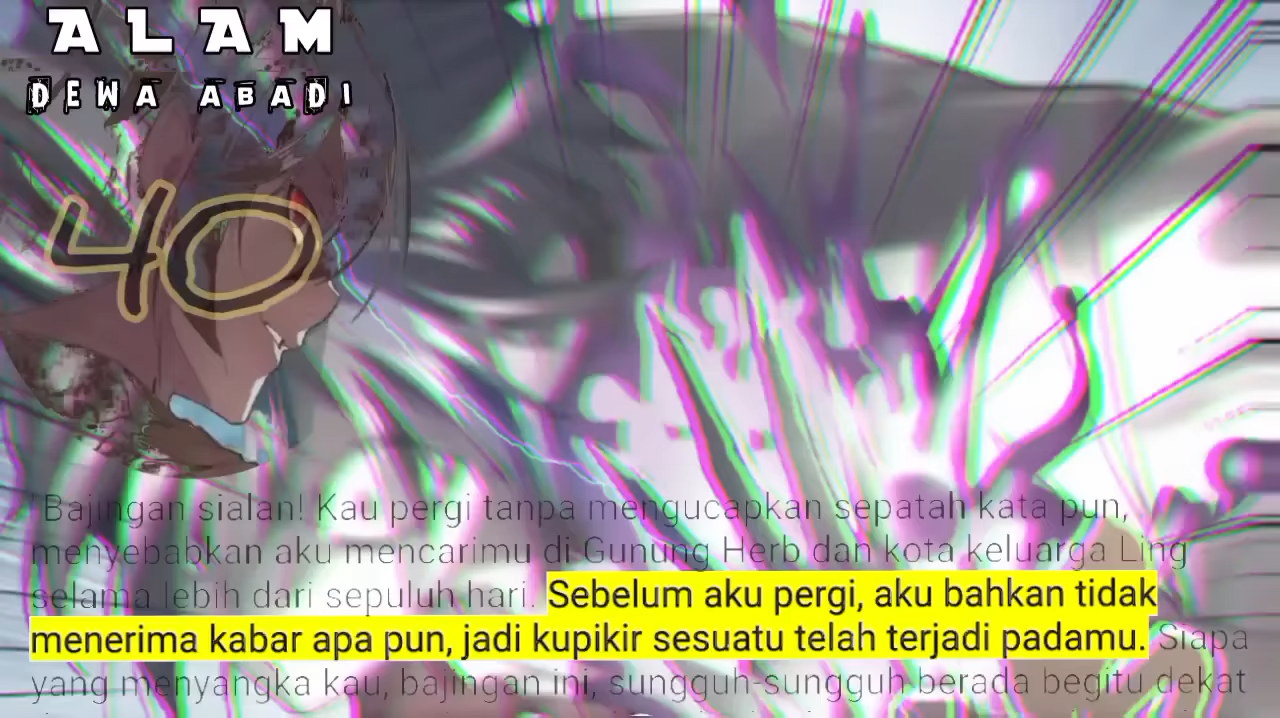 ALAM
DEWA ABADI
40
"Bajingan sialan! Kau pergi tanpa mengucapkan sepatah kata pun,
menyebabkan aku mencarimu di Gunung Herb dan kota keluarga Ling
selama lebih dari sepuluh hari. Sebelum aku pergi, aku bahkan tidak
menerima kabar apa pun, jadi kupikir sesuatu telah terjadi padamu. Siapa
yang menyangka kau, bajingan ini, sungguh-sungguh berada begitu dekat